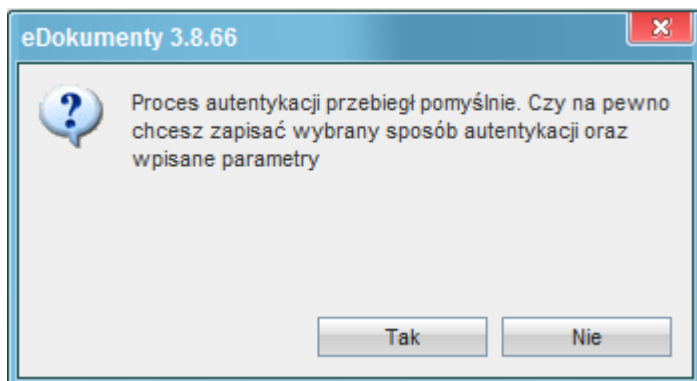 eDokumenty 3.8.66
Proces autentykacji przebiegł pomyślnie. Czy na pewno
chcesz zapisać wybrany sposób autentykacji oraz
wpisane parametry
Tak
Nie